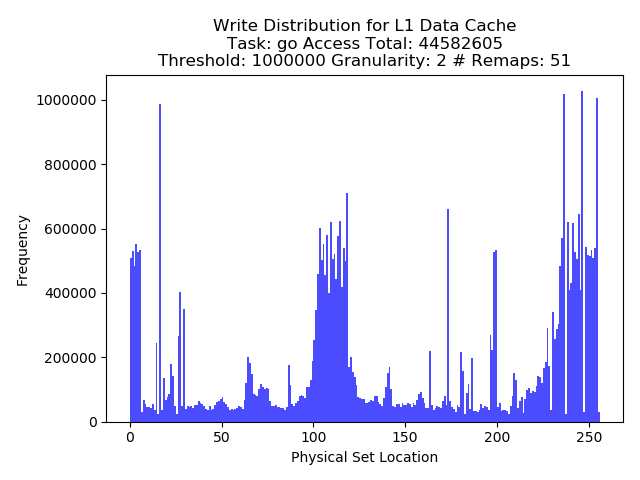 Write Distribution for L1 Data Cache
Task: go Access Total: 44582605
Threshold: 1000000 Granularity: 2 # Remaps: 51
1000000
800000
600000
400000
200000
0
Frequency
0 50 100 150 200 250
Physical Set Location